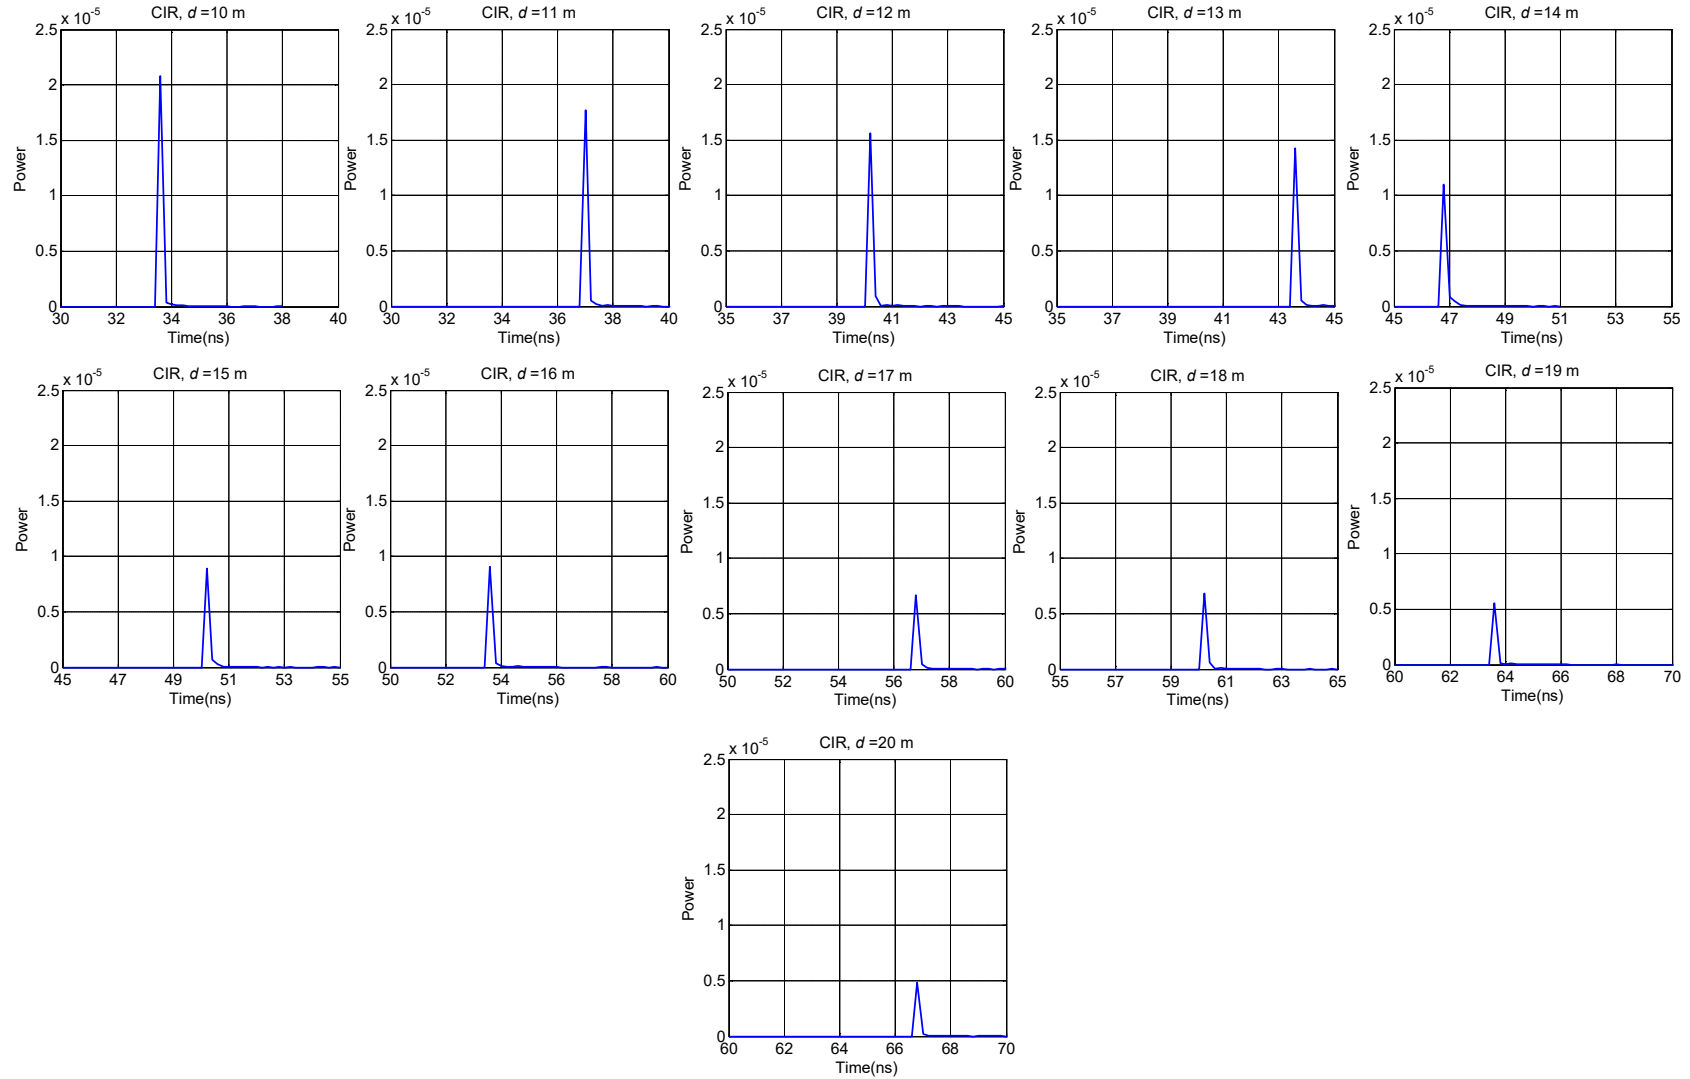 CIR, d =10 m
x 10-5
2.5
2
1.5
1
0.5
0
Power
30 32 34 36 38 40
Time(ns)
CIR, d =11 m
x 10-5
2.5
2
1.5
1
0.5
0
Power
30 32 34 36 38 40
Time(ns)
CIR, d =12 m
x 10-5
2.5
2
1.5
1
0.5
0
Power
35 37 39 41 43 45
Time(ns)
CIR, d =13 m
x 10-5
2.5
2
1.5
1
0.5
0
Power
35 37 39 41 43 45
Time(ns)
CIR, d =14 m
x 10-5
2.5
2
1.5
1
0.5
0
Power
45 47 49 51 53 55
Time(ns)
CIR, d =15 m
x 10-5
2.5
2
1.5
1
0.5
0
Power
45 47 49 51 53 55
Time(ns)
CIR, d =16 m
x 10-5
2.5
2
1.5
1
0.5
0
Power
50 52 54 56 58 60
Time(ns)
CIR, d =17 m
x 10-5
2.5
2
1.5
1
0.5
0
Power
50 52 54 56 58 60
Time(ns)
CIR, d =18 m
x 10-5
2.5
2
1.5
1
0.5
0
Power
55 57 59 61 63 65
Time(ns)
CIR, d =19 m
x 10-5
2.5
2
1.5
1
0.5
0
Power
60 62 64 66 68 70
Time(ns)
CIR, d =20 m
x 10-5
2.5
2
1.5
1
0.5
0
Power
60 62 64 66 68 70
Time(ns)